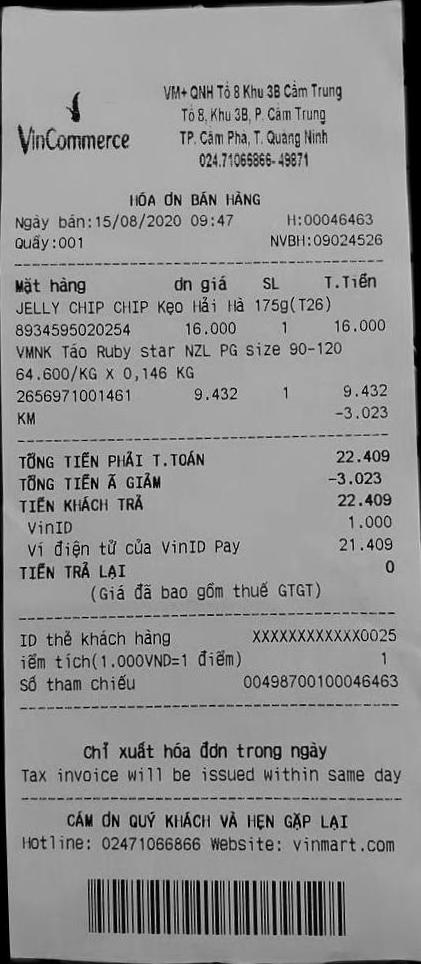 VinCommerce
VM+ QNH Tổ 8 Khu 3B Cẩm Trung
Tổ 8, Khu 3B, P. Cẩm Trung
TP. Cẩm Phả, T. Quảng Ninh
024.71066866-49871
HÓA ƠN BÁN HÀNG
Ngày bán:15/08/2020 09:47 H:00046463
Quầy:001 NVBH:09024526
Mặt hàng ơn giá SL T.Tiền
JELLY CHIP CHIP Kẹo Hải Hà 175g(T26)
8934595020254 16.000 1 16.000
VMNK Táo Ruby star NZL PG size 90-120
64.600/KG X 0,146 KG
2656971001461 9.432 1 9.432
KM -3.023
TỔNG TIỀN PHẢI T.TOÁN 22.409
TỔNG TIỀN Ã GIẢM -3.023
TIỀN KHÁCH TRẢ 22.409
VinID 1.000
Ví điện tử của VinID Pay 21.409
TIỀN TRẢ LẠI 0
(Giá đã bao gồm thuế GTGT)
ID thẻ khách hàng XXXXXXXXXXXX0025
iểm tích(1.000VND=1 điểm) 1
Số tham chiếu 00498700100046463
Chỉ xuất hóa đơn trong ngày
Tax invoice will be issued within same day
CẢM ƠN QUÝ KHÁCH VÀ HẸN GẶP LẠI
Hotline: 02471066866 Website: vinmart.com